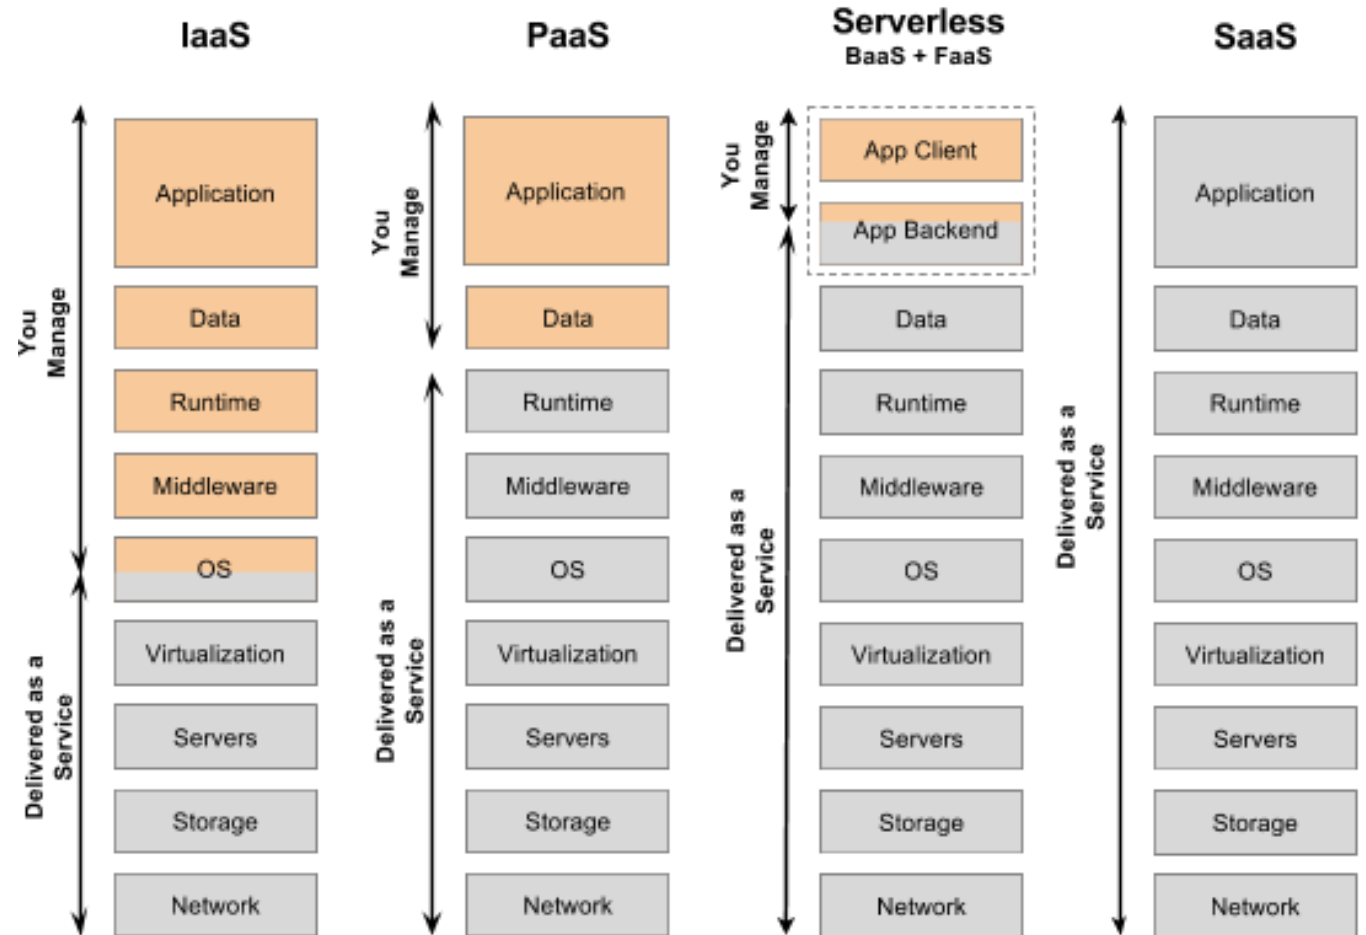 IaaS
PaaS
Serverless
BaaS + FaaS
SaaS
You
Manage
Delivered as a
Service
Application
Data
Runtime
Middleware
OS
Virtualization
Servers
Storage
Network
You
Manage
Delivered as a
Service
Application
Data
Runtime
Middleware
OS
Virtualization
Servers
Storage
Network
You
Manage
Delivered as a
Service
App Client
App Backend
Data
Runtime
Middleware
OS
Virtualization
Servers
Storage
Network
Delivered as a
Service
Application
Data
Runtime
Middleware
OS
Virtualization
Servers
Storage
Network